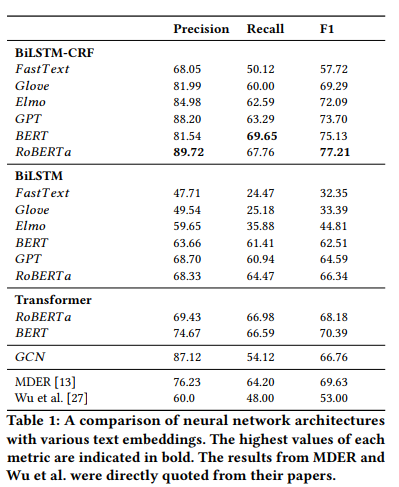 Precision Recall F1
BiLSTM-CRF
FastText 68.05 50.12 57.72
Glove 81.99 60.00 69.29
Elmo 84.98 62.59 72.09
GPT 88.20 63.29 73.70
BERT 81.54 69.65 75.13
RoBERTa 89.72 67.76 77.21
BiLSTM
FastText 47.71 24.47 32.35
Glove 49.54 25.18 33.39
Elmo 59.65 35.88 44.81
BERT 63.66 61.41 62.51
GPT 68.70 60.94 64.59
RoBERTa 68.33 64.47 66.34
Transformer
RoBERTa 69.43 66.98 68.18
BERT 74.67 66.59 70.39
GCN 87.12 54.12 66.76
MDER [13] 76.23 64.20 69.63
Wu et al. [27] 60.0 48.00 53.00
Table 1: A comparison of neural network architectures
with various text embeddings. The highest values of each
metric are indicated in bold. The results from MDER and
Wu et al. were directly quoted from their papers.